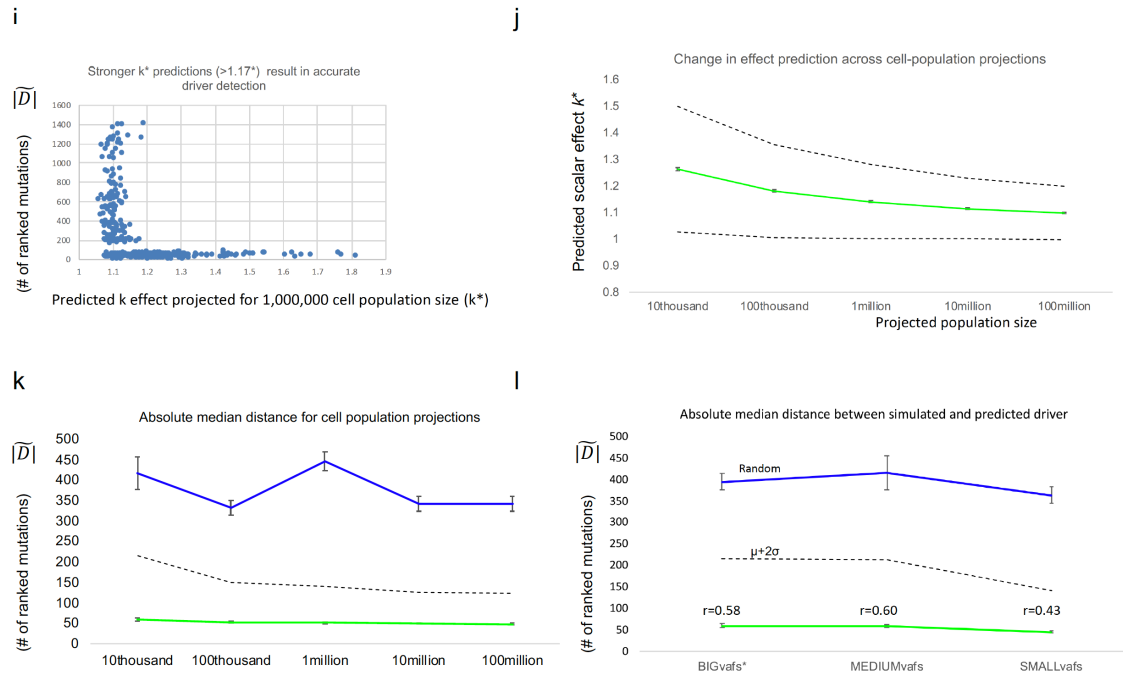 i
Stronger k* predictions (>1.17*) result in accurate
driver detection
|D̃|
(# of ranked mutations)
1600
1400
1200
1000
800
600
400
200
0
1 1.1 1.2 1.3 1.4 1.5 1.6 1.7 1.8 1.9
Predicted k effect projected for 1,000,000 cell population size (k*)
j
Change in effect prediction across cell-population projections
Predicted scalar effect k*
1.6
1.5
1.4
1.3
1.2
1.1
1
0.9
0.8
10thousand 100thousand 1million 10million 100million
Projected population size
k
Absolute median distance for cell population projections
|D̃|
(# of ranked mutations)
500
450
400
350
300
250
200
150
100
50
0
10thousand 100thousand 1million 10million 100million
l
Absolute median distance between simulated and predicted driver
|D̃|
(# of ranked mutations)
500
450
400
350
300
250
200
150
100
50
0
Random
μ+2σ
r=0.58 r=0.60 r=0.43
BIGvafs* MEDIUMvafs SMALLvafs